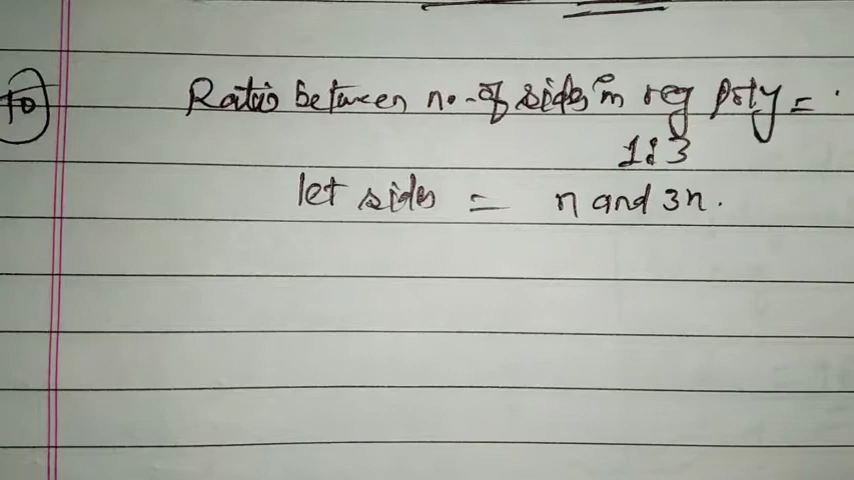 10
Ratio between no. of sides in reg poly =
1:3
let sides = n and 3n.